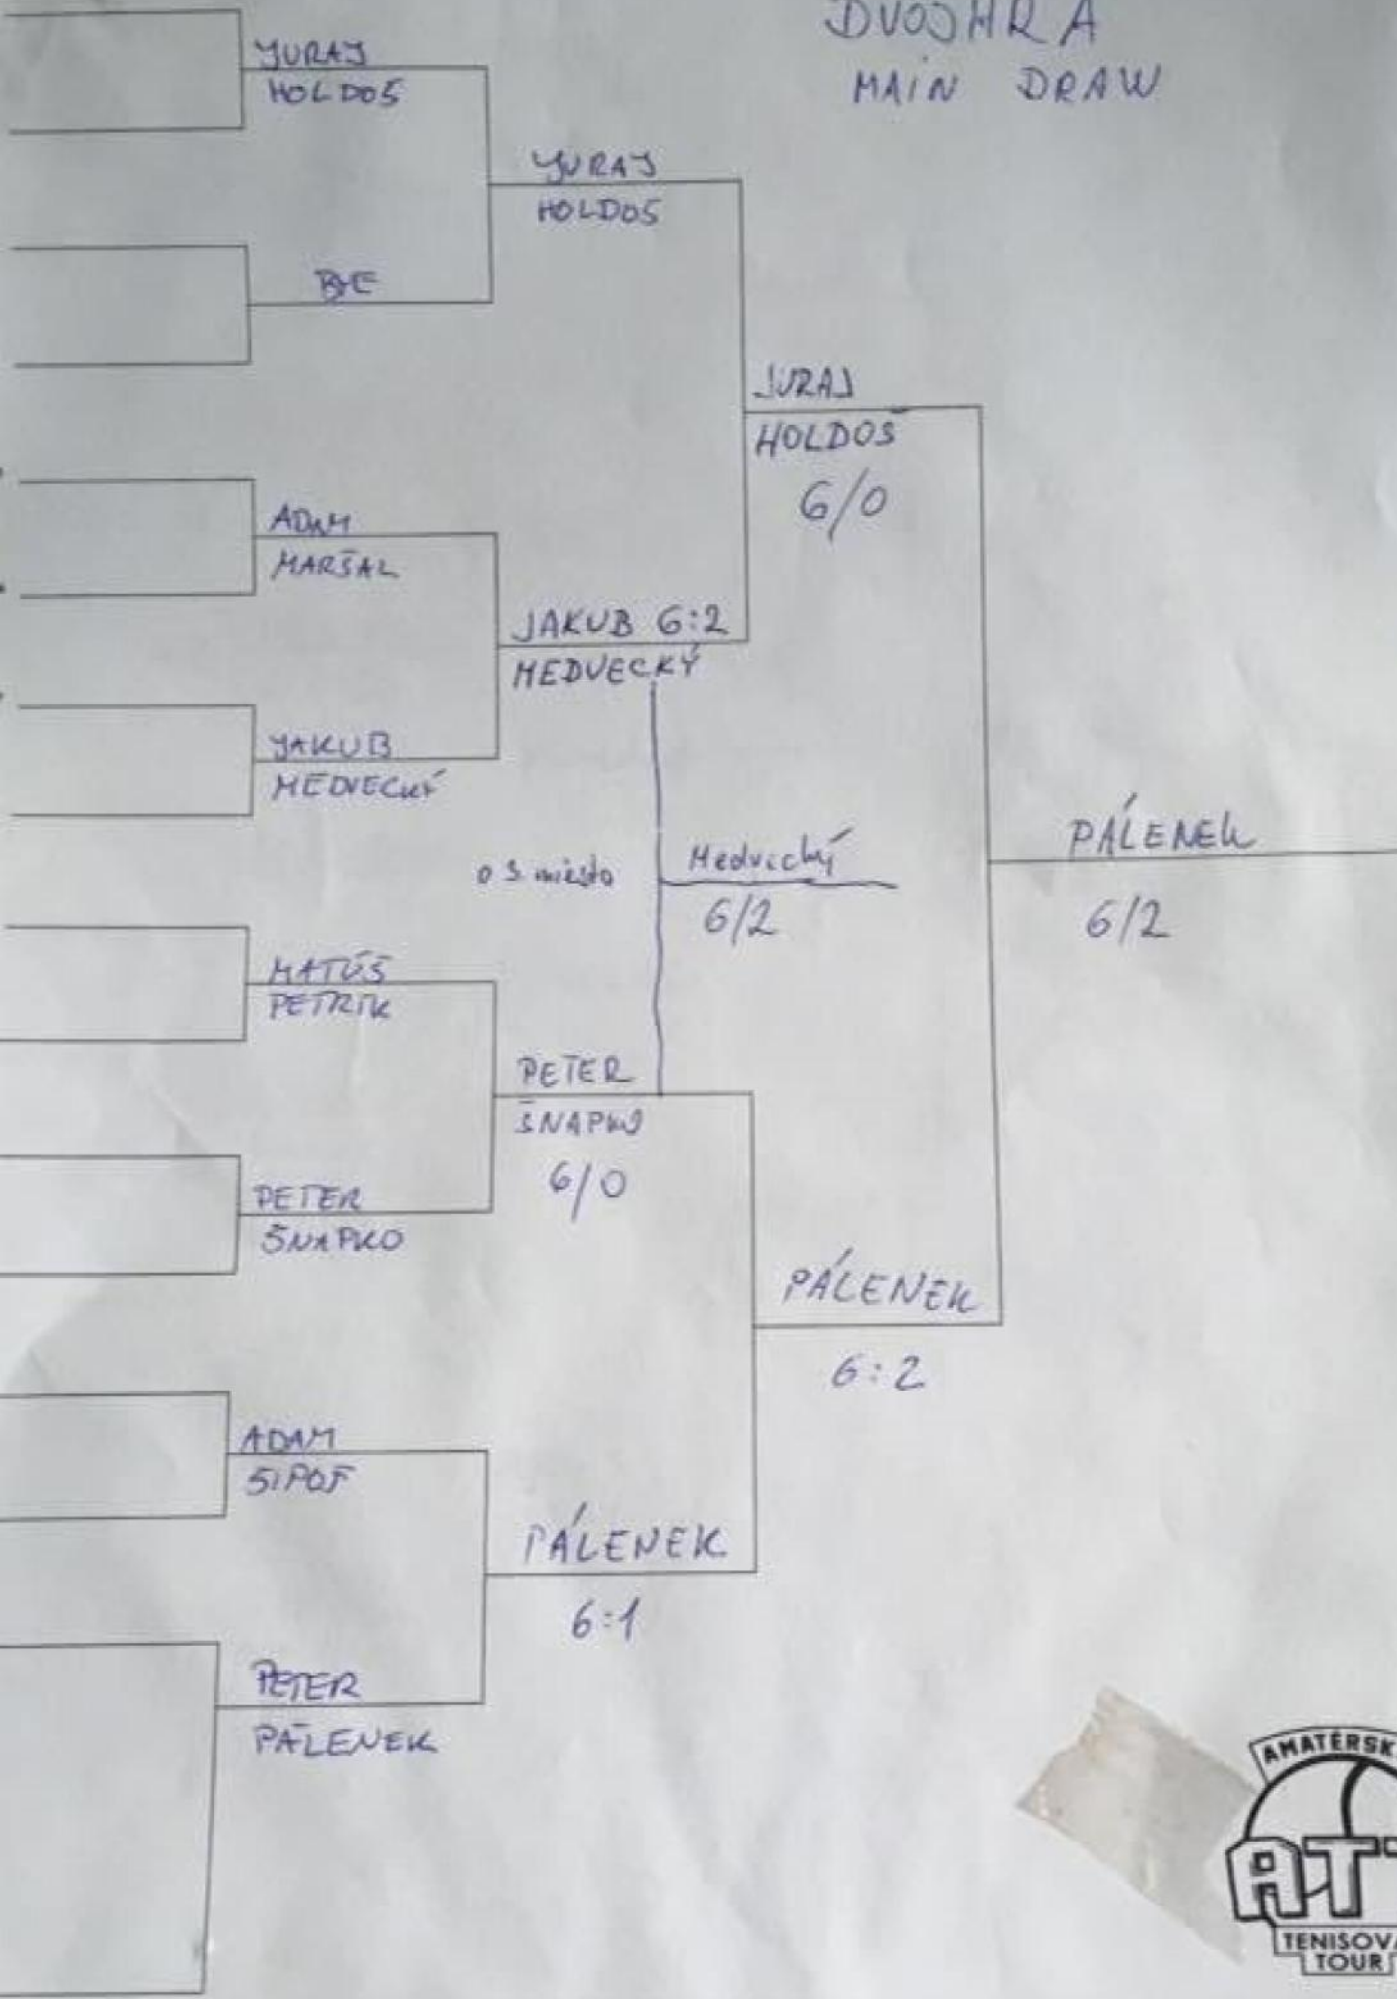 DVOJHRA
MAIN DRAW
JURAJ
HOLDOŠ
JURAJ
HOLDOŠ
BYE
JURAJ
HOLDOŠ
6/0
ADAM
MARŠAL
JAKUB 6:2
MEDVECKÝ
JAKUB
MEDVECKÝ
o 3. miesto
Medvecký
6/2
PÁLENEK
6/2
MATÚŠ
PETRÍK
PETER
ŠNAPKO
6/0
PETER
ŠNAPKO
PÁLENEK
6:2
ADAM
PÁLENEK
6:1
PETER
PÁLENEK
AMATÉRSK
ATT
TENISOVÁ
TOUR